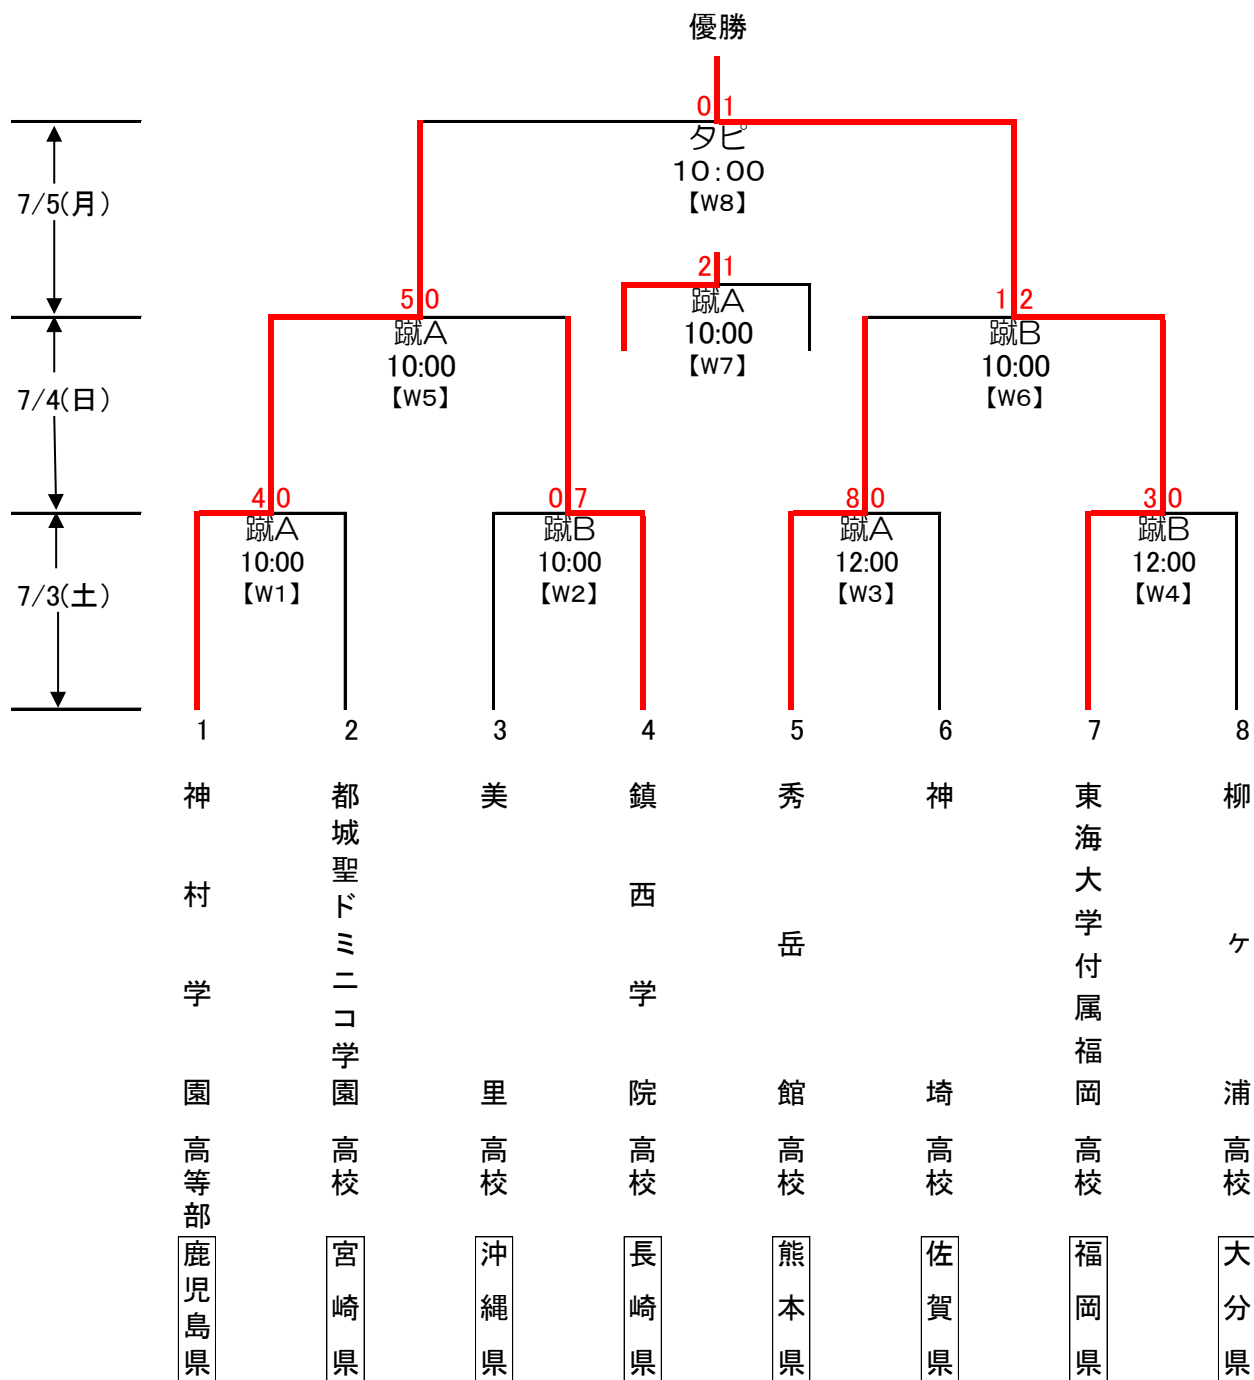 優勝
0 1
タピ
10:00
【W8】
7/5(月)
2 1
蹴A
10:00
【W7】
5 0
蹴A
10:00
【W5】
1 2
蹴B
10:00
【W6】
7/4(日)
4 0
蹴A
10:00
【W1】
0 7
蹴B
10:00
【W2】
8 0
蹴A
12:00
【W3】
3 0
蹴B
12:00
【W4】
7/3(土)
1
神村学園高等部
鹿児島県
2
都城聖ドミニコ学園高校
宮崎県
3
美里高校
沖縄県
4
鎮西学院高校
長崎県
5
秀岳館高校
熊本県
6
神埼高校
佐賀県
7
東海大学付属福岡高校
福岡県
8
柳ケ浦高校
大分県